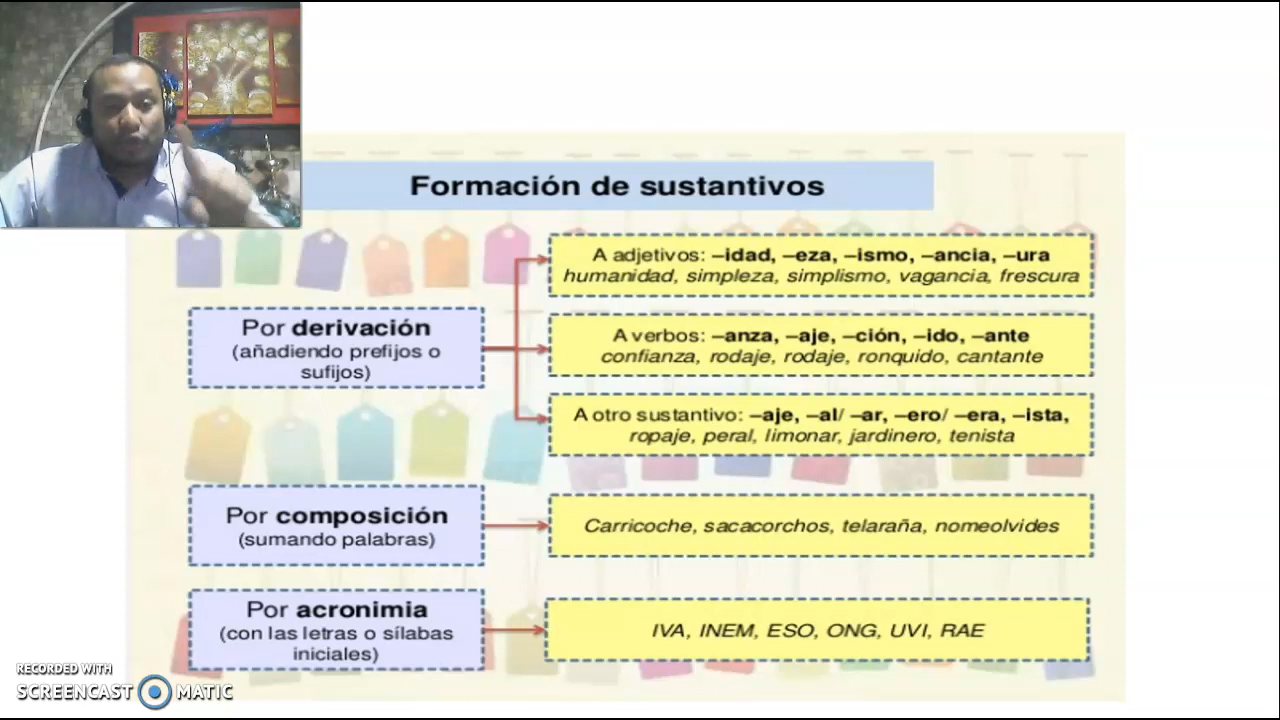 Formación de sustantivos
A adjetivos: –idad, –eza, –ismo, –ancia, –ura
humanidad, simpleza, simplismo, vagancia, frescura
Por derivación
(añadiendo prefijos o
sufijos)
A verbos: –anza, –aje, –ción, –ido, –ante
confianza, rodaje, rodaje, ronquido, cantante
A otro sustantivo: –aje, –al/ –ar, –ero/ –era, –ista,
ropaje, peral, limonar, jardinero, tenista
Por composición
(sumando palabras)
Carricoche, sacacorchos, telaraña, nomeolvides
Por acronimia
(con las letras o sílabas
iniciales)
IVA, INEM, ESO, ONG, UVI, RAE
RECORDED WITH
SCREENCAST MATIC